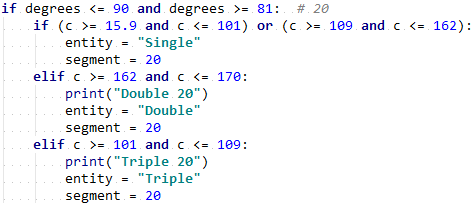 if degrees <= 90 and degrees >= 81:  # 20
    if (c >= 15.9 and c <= 101) or (c >= 109 and c <= 162):
        entity = "Single"
        segment = 20
    elif c >= 162 and c <= 170:
        print("Double 20")
        entity = "Double"
        segment = 20
    elif c >= 101 and c <= 109:
        print("Triple 20")
        entity = "Triple"
        segment = 20